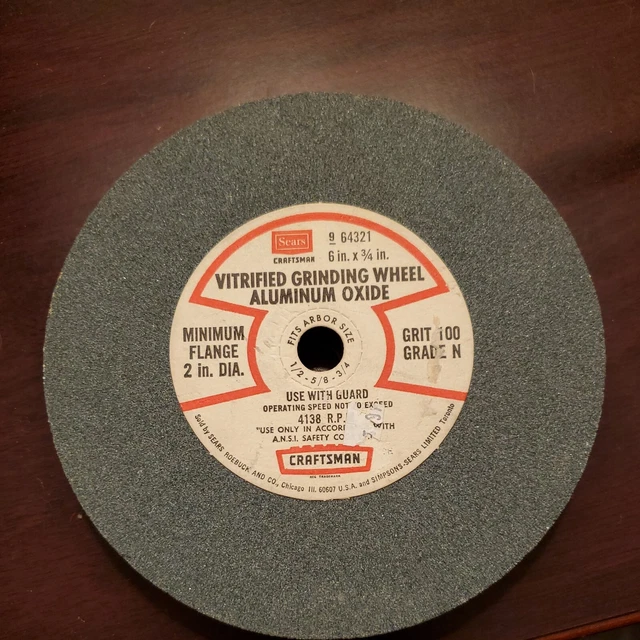 Sears
9 64321
CRAFTSMAN
6 in. x 3/4 in.
VITRIFIED GRINDING WHEEL
ALUMINUM OXIDE
FITS ARBOR SIZE
1/2 - 5/8 - 3/4
MINIMUM
FLANGE
2 in. DIA.
GRIT 100
GRADE N
USE WITH GUARD
OPERATING SPEED NOT TO EXCEED
4138 R.P.
"USE ONLY IN WITH
A.N.S.I. SAFETY
CRAFTSMAN
Sold by SEARS ROEBUCK AND CO., Chicago Ill. 60607 U.S.A. and SIMPSONS-SEARS LIMITED Toronto